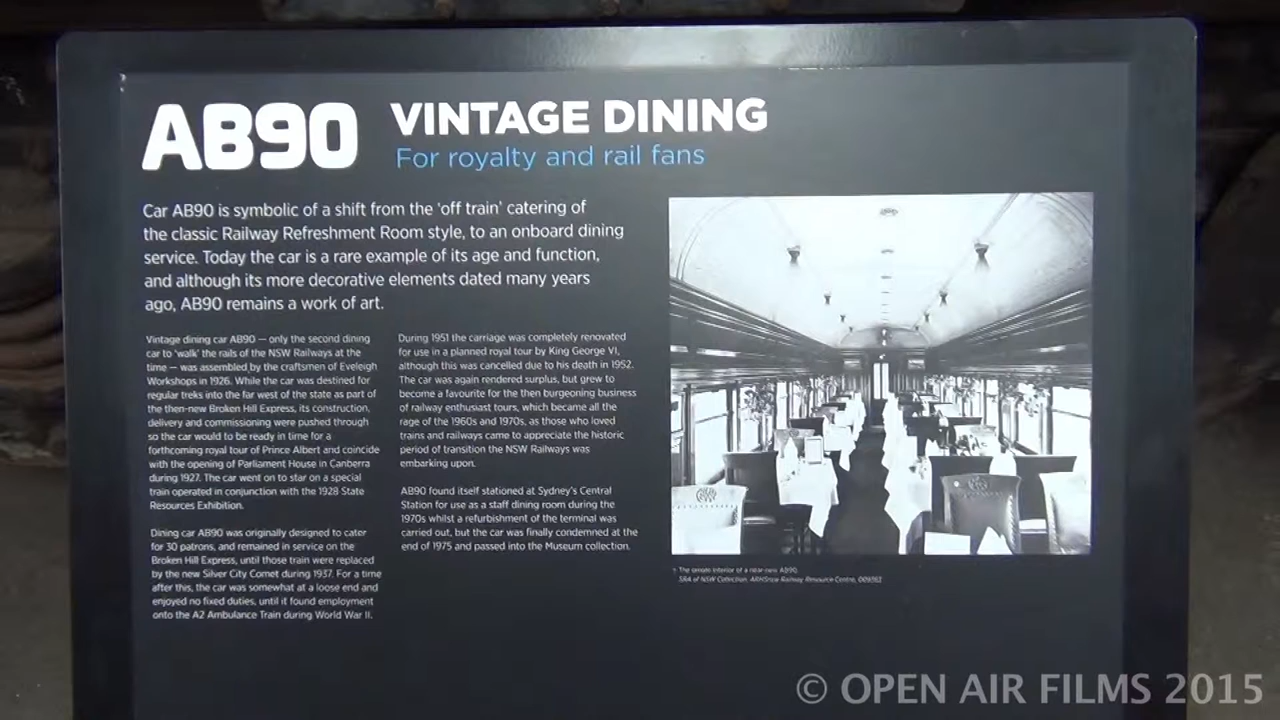 AB90
VINTAGE DINING
For royalty and rail fans
Car AB90 is symbolic of a shift from the 'off train' catering of
the classic Railway Refreshment Room style, to an onboard dining
service. Today the car is a rare example of its age and function,
and although its more decorative elements dated many years
ago, AB90 remains a work of art.
Vintage dining car AB90 — only the second dining
car to 'walk' the rails of the NSW Railways at the
time — was assembled by the craftsmen of Eveleigh
Workshops in 1926. While the car was destined for
regular treks into the far west of the state as part of
the then-new Broken Hill Express, its construction,
delivery and commissioning were pushed through
so the car would to be ready in time for a
forthcoming royal tour of Prince Albert and coincide
with the opening of Parliament House in Canberra
during 1927. The car went on to star on a special
train operated in conjunction with the 1928 State
Resources Exhibition.
Dining car AB90 was originally designed to cater
for 30 patrons, and remained in service on the
Broken Hill Express, until those train were replaced
by the new Silver City Comet during 1937. For a time
after this, the car was somewhat at a loose end and
enjoyed no fixed duties, until it found employment
onto the A2 Ambulance Train during World War II.
During 1951 the carriage was completely renovated
for use in a planned royal tour by King George VI,
although this was cancelled due to his death in 1952.
The car was again rendered surplus, but grew to
become a favourite for the then burgeoning business
of railway enthusiast tours, which became all the
rage of the 1960s and 1970s, as those who loved
trains and railways came to appreciate the historic
period of transition the NSW Railways was
embarking upon.
AB90 found itself stationed at Sydney's Central
Station for use as a staff dining room during the
1970s whilst a refurbishment of the terminal was
carried out, but the car was finally condemned at the
end of 1975 and passed into the Museum collection.
The ornate interior of a near-new AB90.
SRA of NSW Collection, ARHSnsw Railway Resource Centre,
© OPEN AIR FILMS 2015